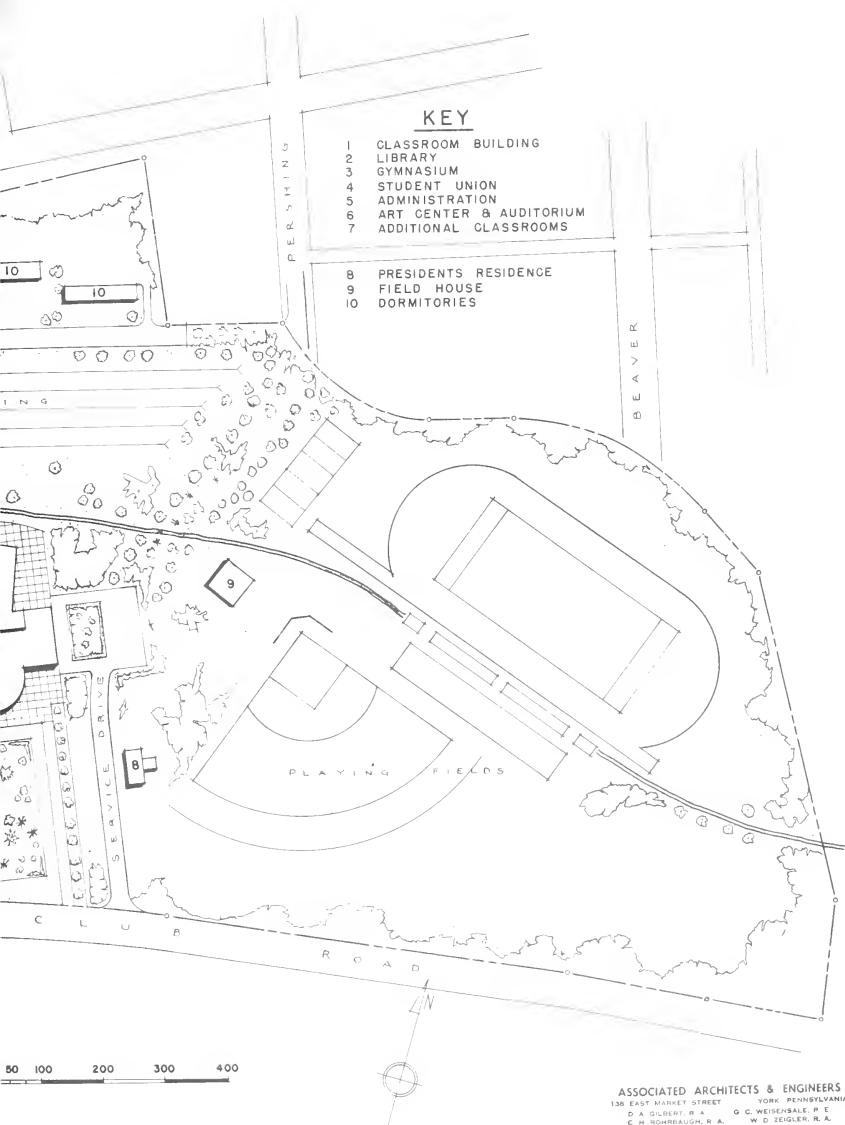 KEY
1 CLASSROOM BUILDING
2 LIBRARY
3 GYMNASIUM
4 STUDENT UNION
5 ADMINISTRATION
6 ART CENTER & AUDITORIUM
7 ADDITIONAL CLASSROOMS
8 PRESIDENTS RESIDENCE
9 FIELD HOUSE
10 DORMITORIES
PERSHING
BEAVER
10
10
ING
9
8
SERVICE DRIVE
PLAYING FIELDS
CLUB ROAD
N
50 100 200 300 400
ASSOCIATED ARCHITECTS & ENGINEERS
138 EAST MARKET STREET YORK PENNSYLVANIA
D A GILBERT, R A G C. WEISENSALE, P E
C H ROHRBAUGH, R A. W D ZEIGLER, R. A.